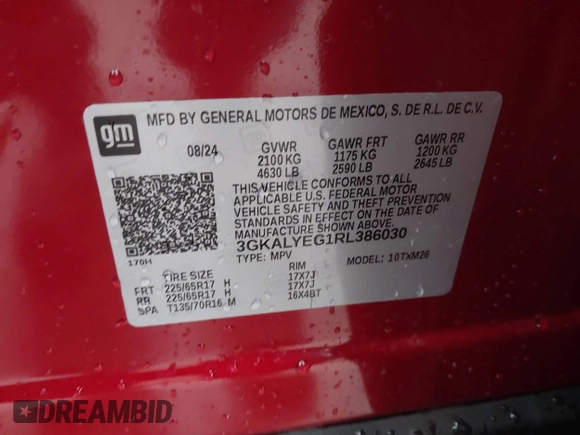 gm
MFD BY GENERAL MOTORS DE MEXICO, S. DE R.L. DE C.V.
08/24 GVWR GAWR FRT GAWR RR
2100 KG 1175 KG 1200 KG
4630 LB 2590 LB 2645 LB
THIS VEHICLE CONFORMS TO ALL
APPLICABLE U.S. FEDERAL MOTOR
VEHICLE SAFETY AND THEFT PREVENTION
STANDARDS IN EFFECT ON THE DATE OF
MANUFACTURE SHOWN ABOVE.
3GKALYEG1RL386030
TYPE: MPV MODEL: 10TXM26
170H
TIRE SIZE RIM
FRT 225/65R17 H 17X7J
RR 225/65R17 H 17X7J
SPA T135/70R16 M 16X4BT
DREAMBID